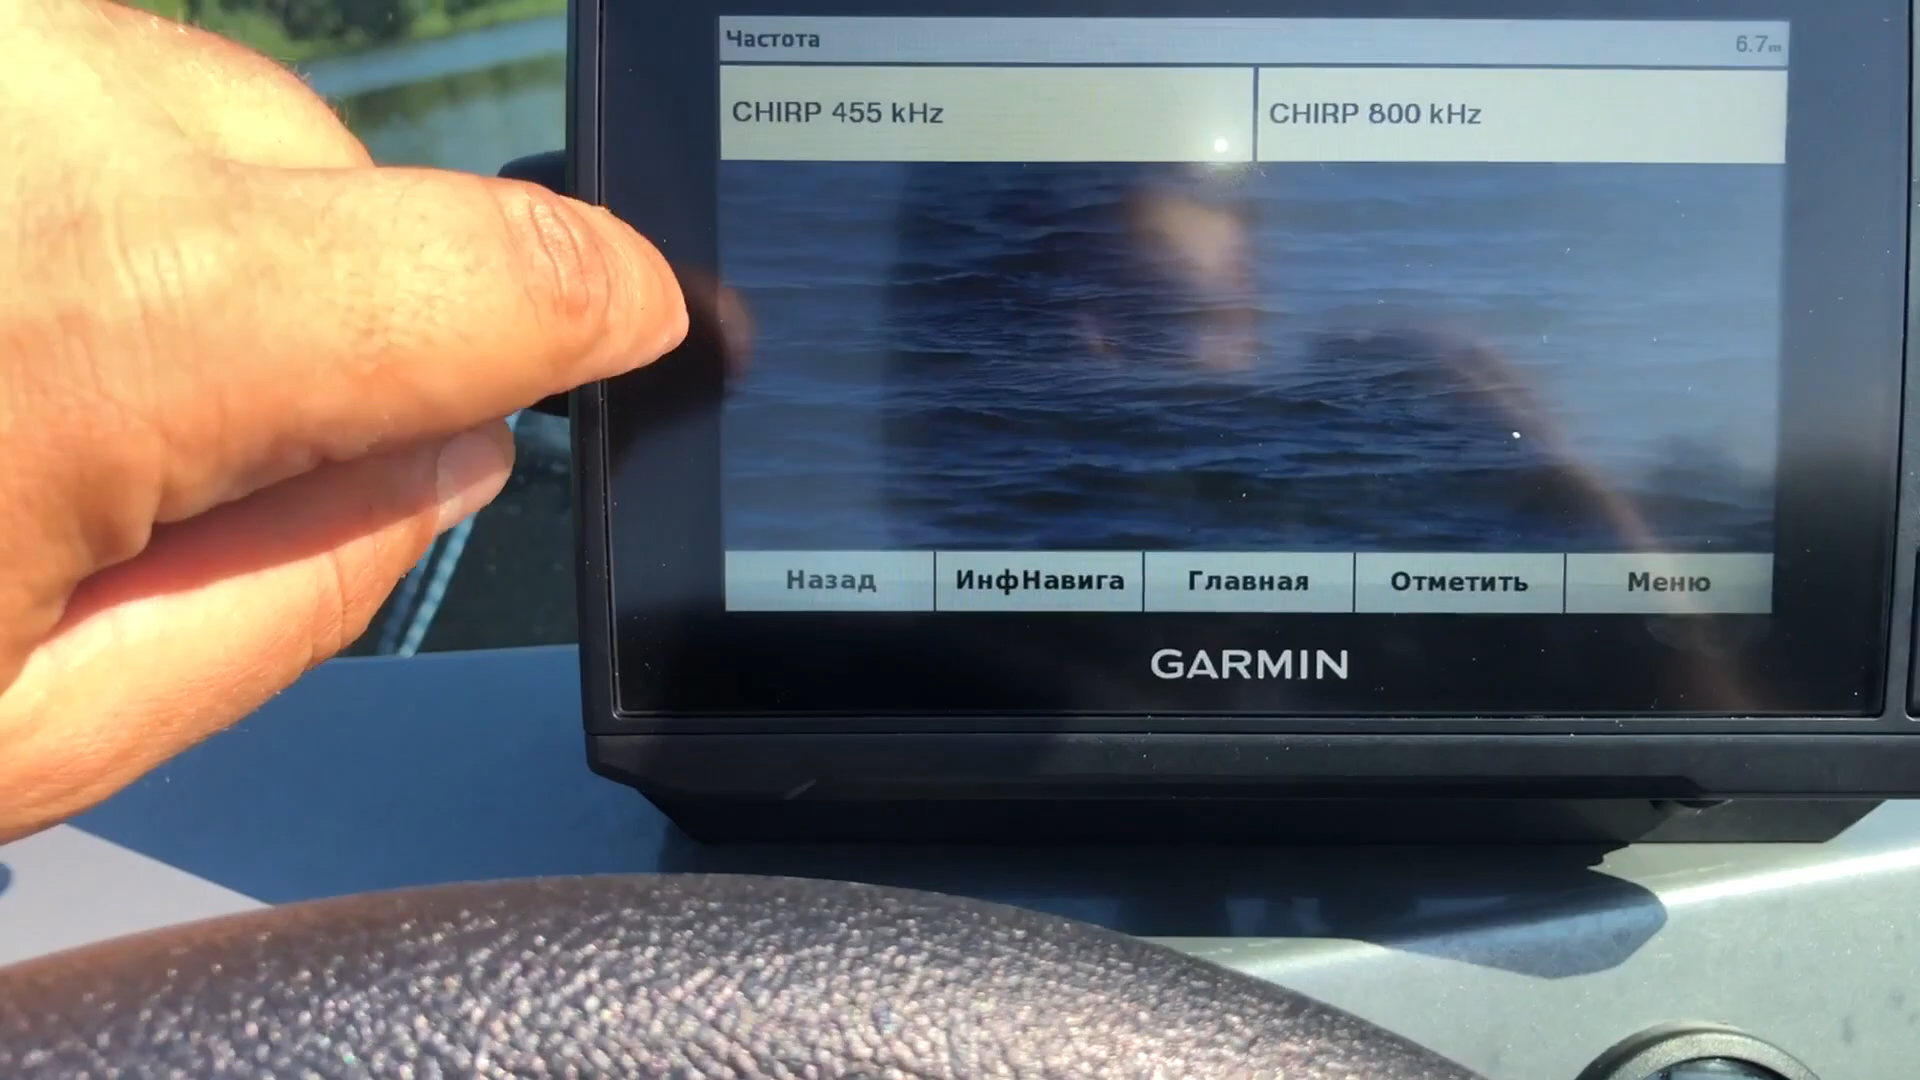 Частота 6.7m
CHIRP 455 kHz CHIRP 800 kHz
Назад ИнфНавига Главная Отметить Меню
GARMIN